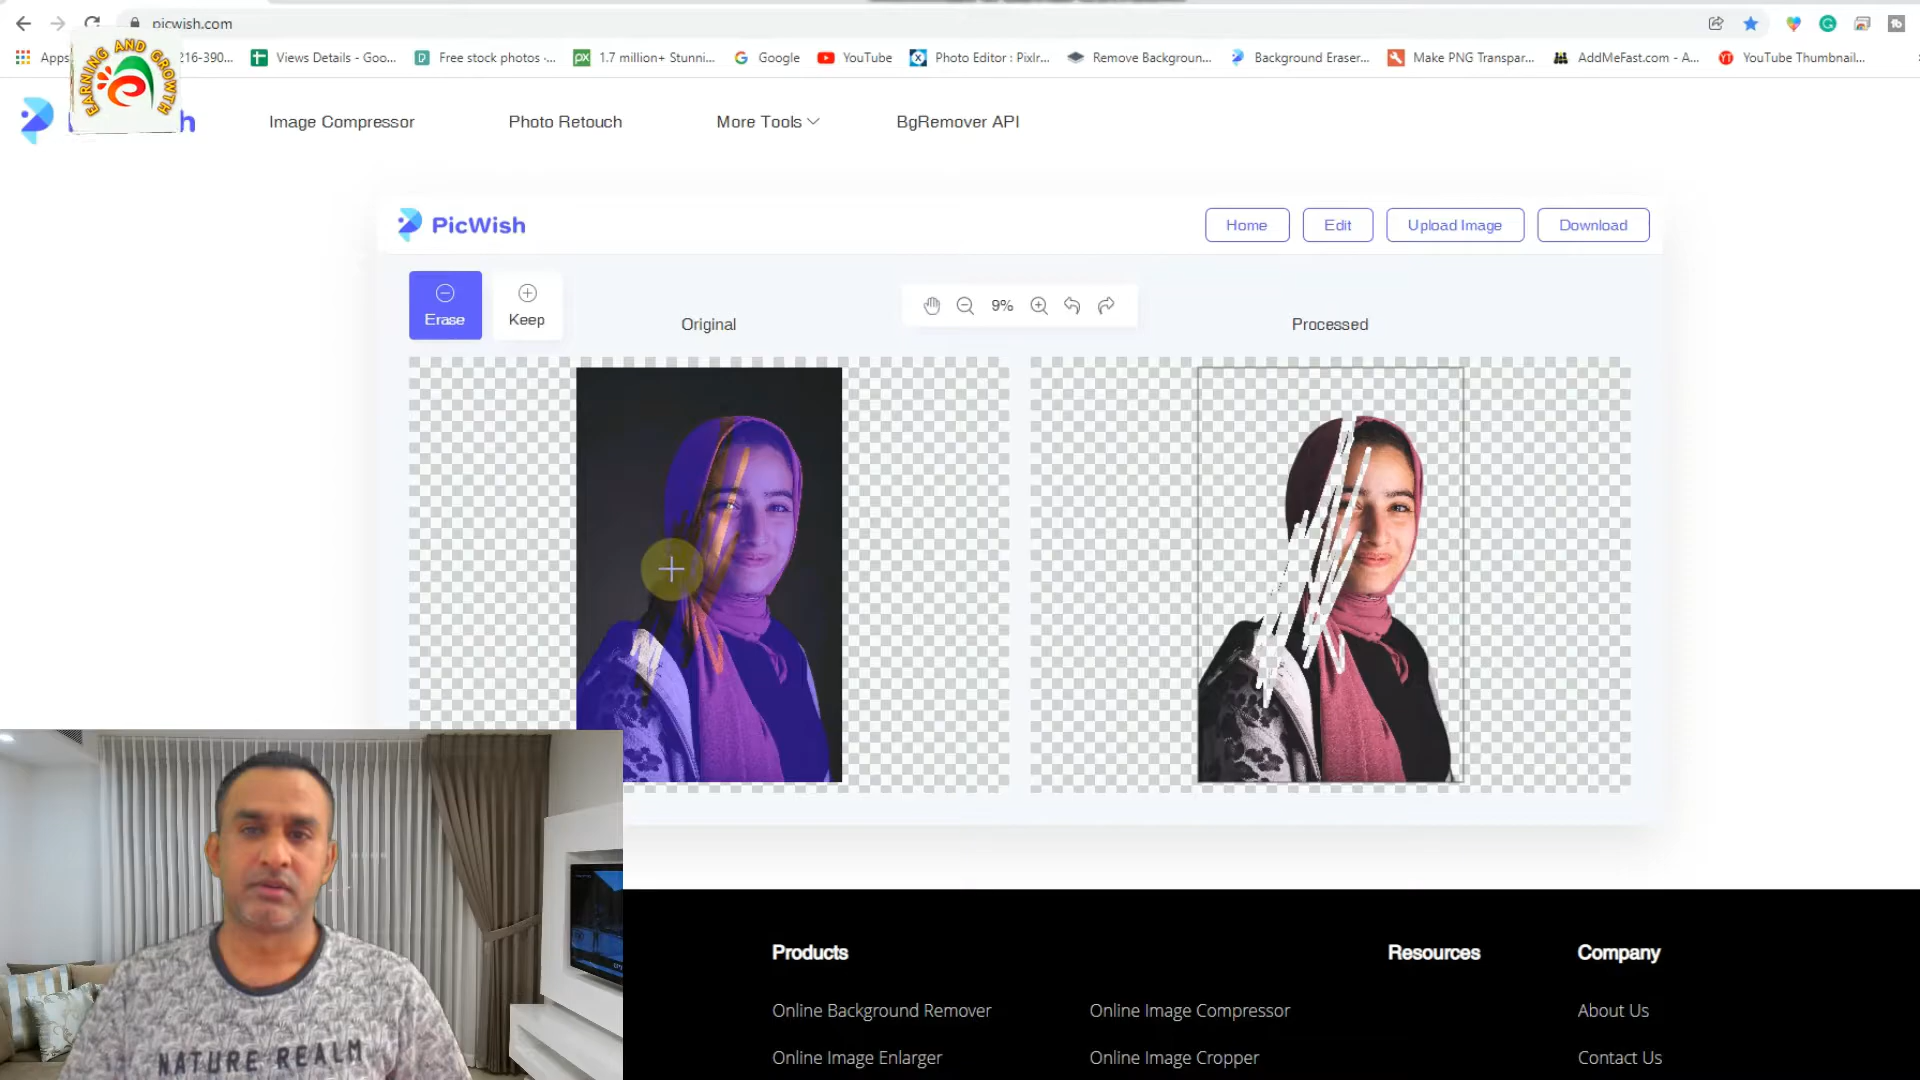 picwish.com
Apps
216-390...
Views Details - Goo...
Free stock photos ·...
1.7 million+ Stunni...
Google
YouTube
Photo Editor : Pixlr...
Remove Backgroun...
Background Eraser...
Make PNG Transpar...
AddMeFast.com - A...
YouTube Thumbnail...
EARNING AND GROWTH
h
Image Compressor
Photo Retouch
More Tools
BgRemover API
PicWish
Home
Edit
Upload Image
Download
Erase
Keep
Original
9%
Processed
NATURE REALM
Products
Resources
Company
Online Background Remover
Online Image Compressor
About Us
Online Image Enlarger
Online Image Cropper
Contact Us